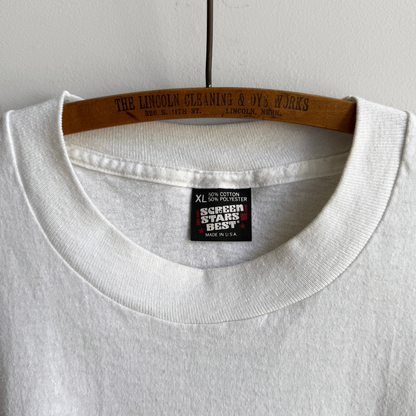 THE LINCOLN CLEANING & DYE WORKS
LINCOLN, NEBR.
XL 50% COTTON
50% POLYESTER
SCREEN
STARS
BEST
MADE IN U.S.A.